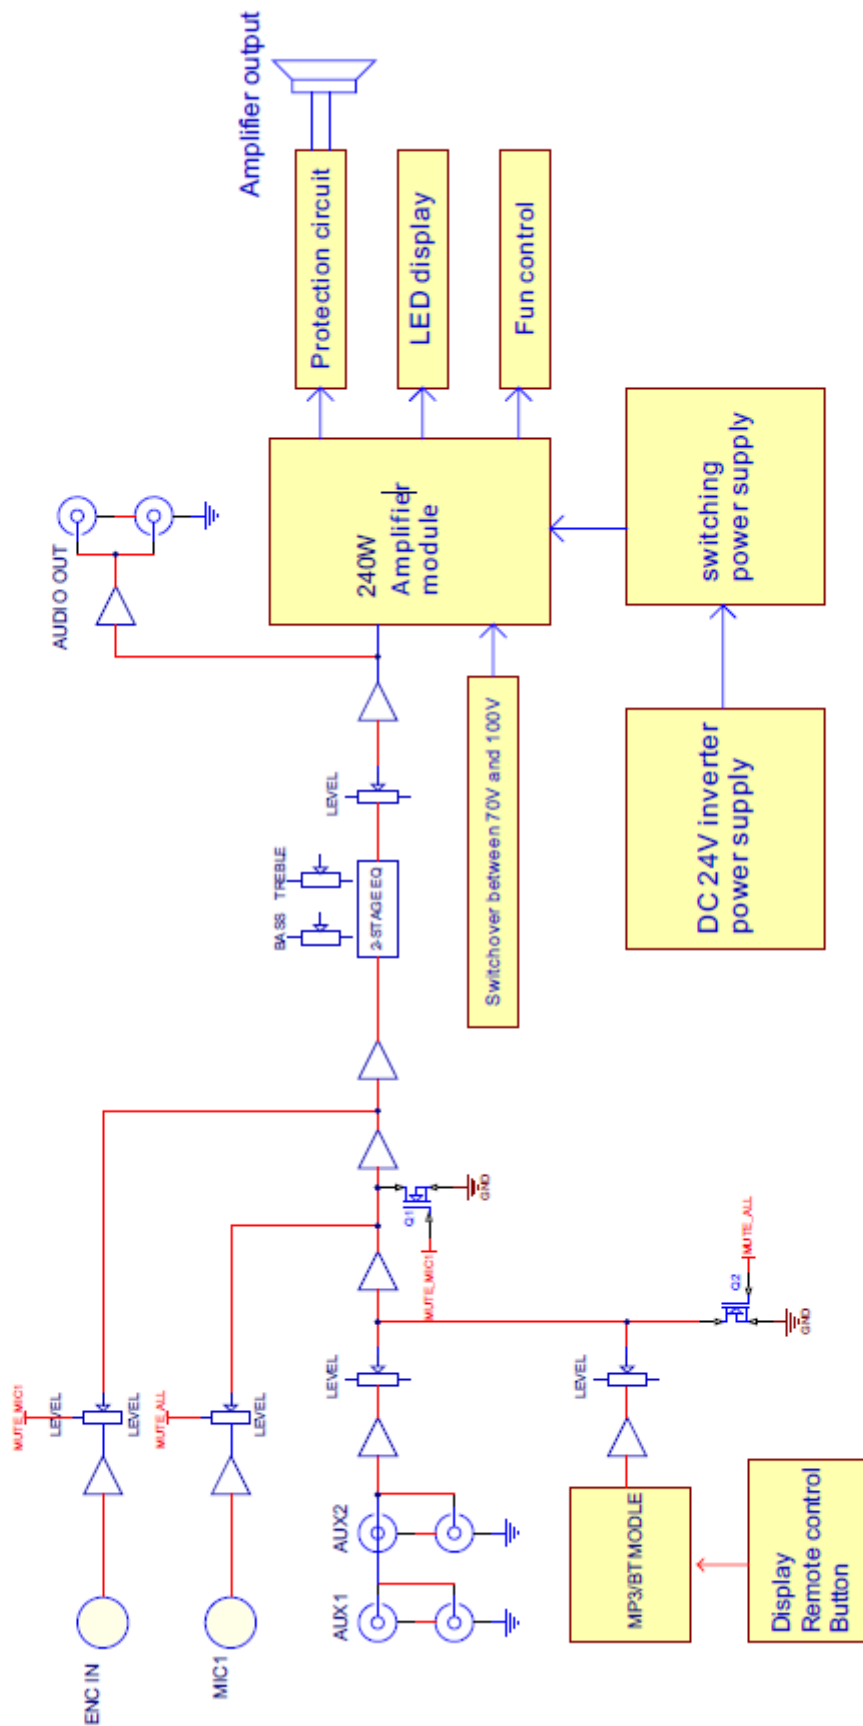 ENC IN
MUTE_MIC1
LEVEL
LEVEL
MIC1
MUTE_ALL
LEVEL
AUX1
AUX2
LEVEL
MUTE_MIC1
Q1
GND
MP3/BT MODLE
LEVEL
Q2
MUTE_ALL
GND
Display
Remote control
Button
BASS
TREBLE
2-STAGE EQ
LEVEL
AUDIO OUT
240W
Amplifier
module
Switchover between 70V and 100V
DC 24V inverter
power supply
switching
power supply
Protection circuit
LED display
Fun control
Amplifier output